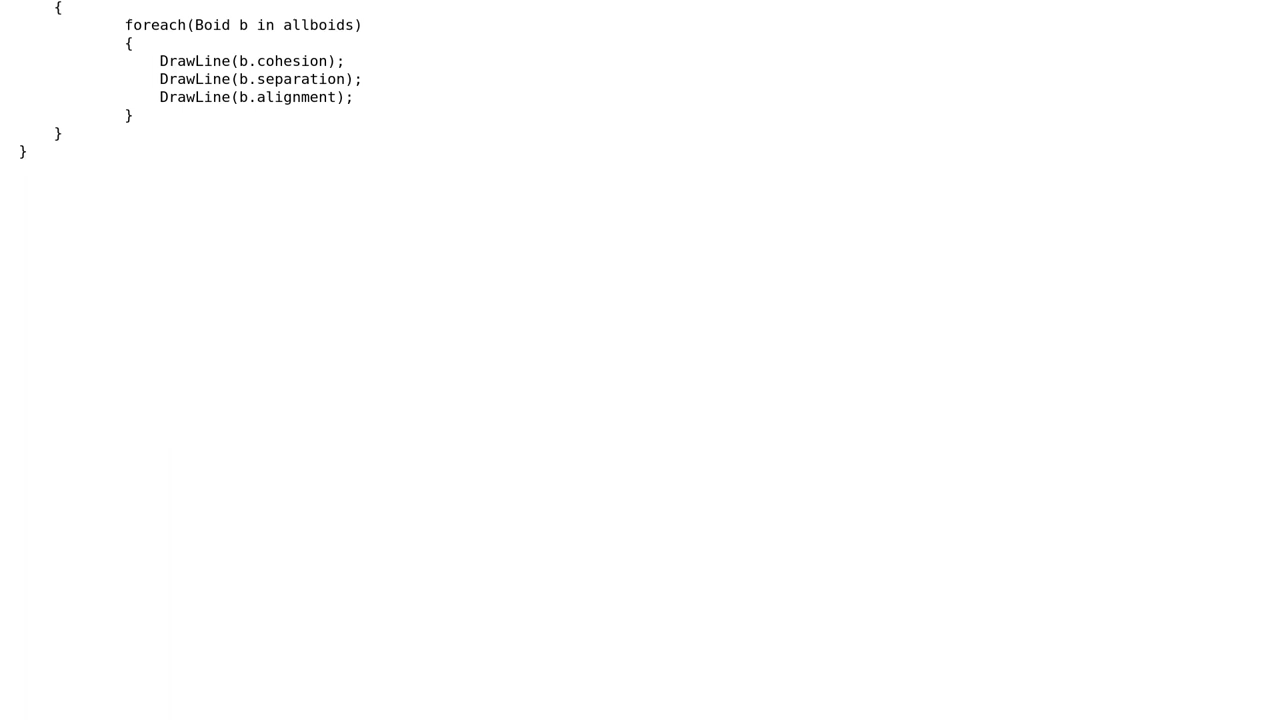 {
foreach(Boid b in allboids)
{
DrawLine(b.cohesion);
DrawLine(b.separation);
DrawLine(b.alignment);
}
}
}